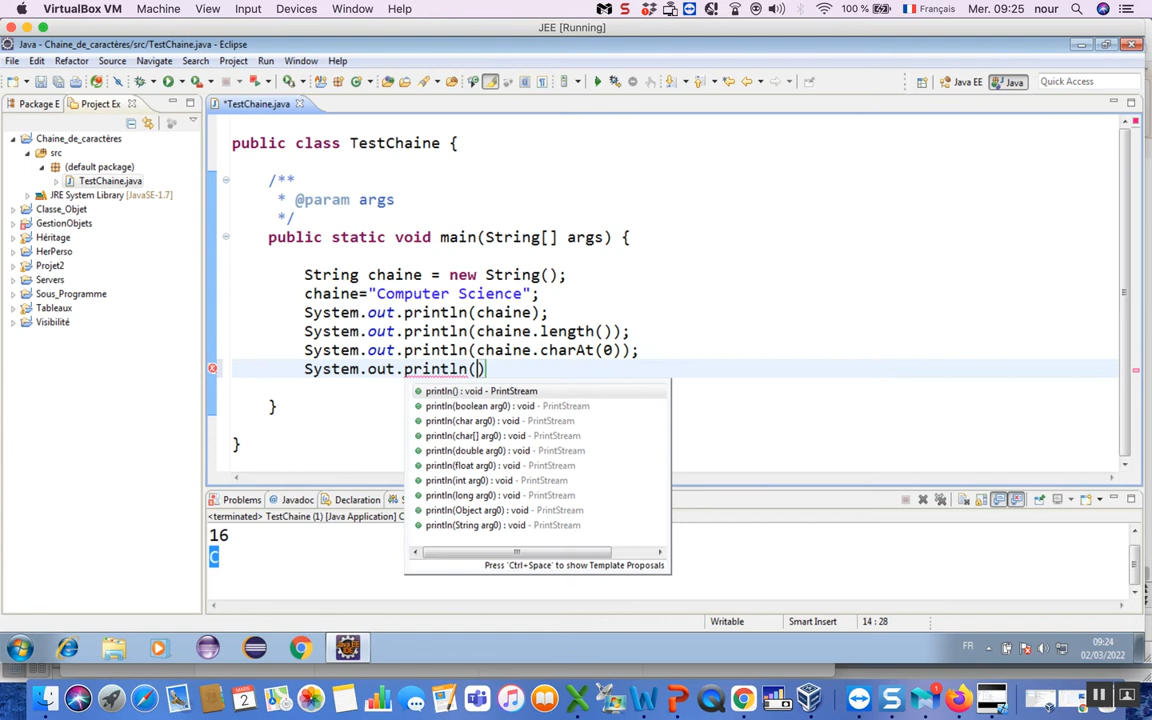 VirtualBox VM Machine View Input Devices Window Help 100 % Français Mer. 09:25 nour
JEE [Running]
Java - Chaine_de_caractères/src/TestChaine.java - Eclipse
File Edit Refactor Source Navigate Search Project Run Window Help
Java EE Java Quick Access
Package E Project Ex *TestChaine.java
Chaine_de_caractères
src
(default package)
TestChaine.java
JRE System Library [JavaSE-1.7]
Classe_Objet
GestionObjets
Héritage
HerPerso
Projet2
Servers
Sous_Programme
Tableaux
Visibilité
public class TestChaine {
/**
* @param args
*/
public static void main(String[] args) {
String chaine = new String();
chaine="Computer Science";
System.out.println(chaine);
System.out.println(chaine.length());
System.out.println(chaine.charAt(0));
System.out.println()
}
}
println() : void - PrintStream
println(boolean arg0) : void - PrintStream
println(char arg0) : void - PrintStream
println(char[] arg0) : void - PrintStream
println(double arg0) : void - PrintStream
println(float arg0) : void - PrintStream
println(int arg0) : void - PrintStream
println(long arg0) : void - PrintStream
println(Object arg0) : void - PrintStream
println(String arg0) : void - PrintStream
Press 'Ctrl+Space' to show Template Proposals
Problems Javadoc Declaration
<terminated> TestChaine (1) [Java Application] C
16
C
Writable Smart Insert 14 : 28
FR 09:24
02/03/2022